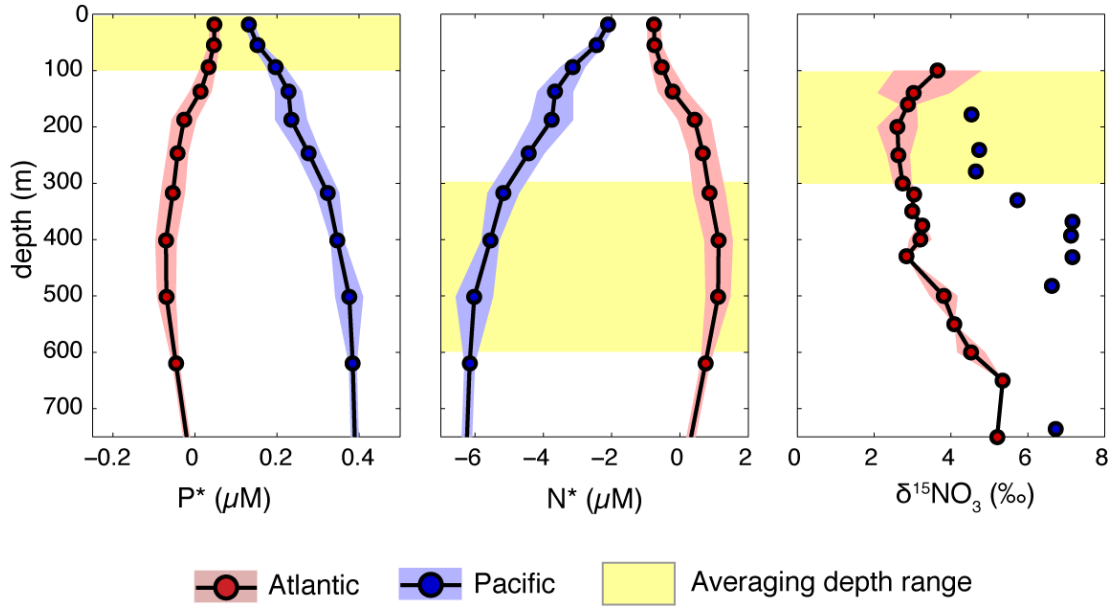 0
100
200
300
400
500
600
700
depth (m)
−0.2 0 0.2 0.4
−6 −4 −2 0 2
0 2 4 6 8
P* (µM)
N* (µM)
δ¹⁵NO₃ (‰)
Atlantic
Pacific
Averaging depth range